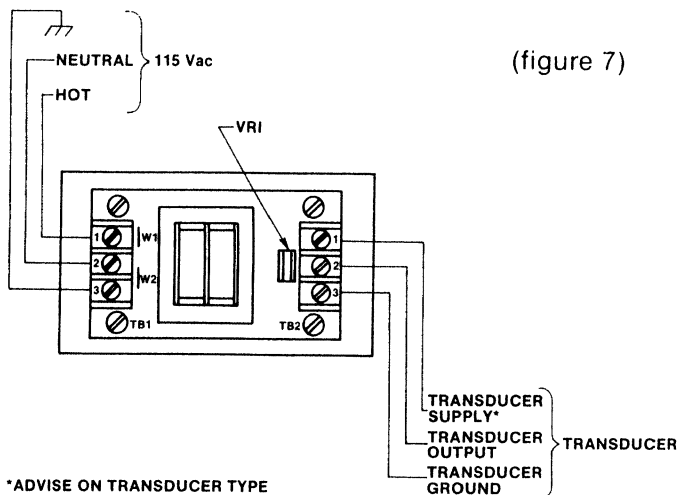 NEUTRAL
115 Vac
HOT
(figure 7)
VRI
1
W1
2
W2
3
TB1
1
2
3
TB2
TRANSDUCER
SUPPLY*
TRANSDUCER
OUTPUT
TRANSDUCER
TRANSDUCER
GROUND
*ADVISE ON TRANSDUCER TYPE